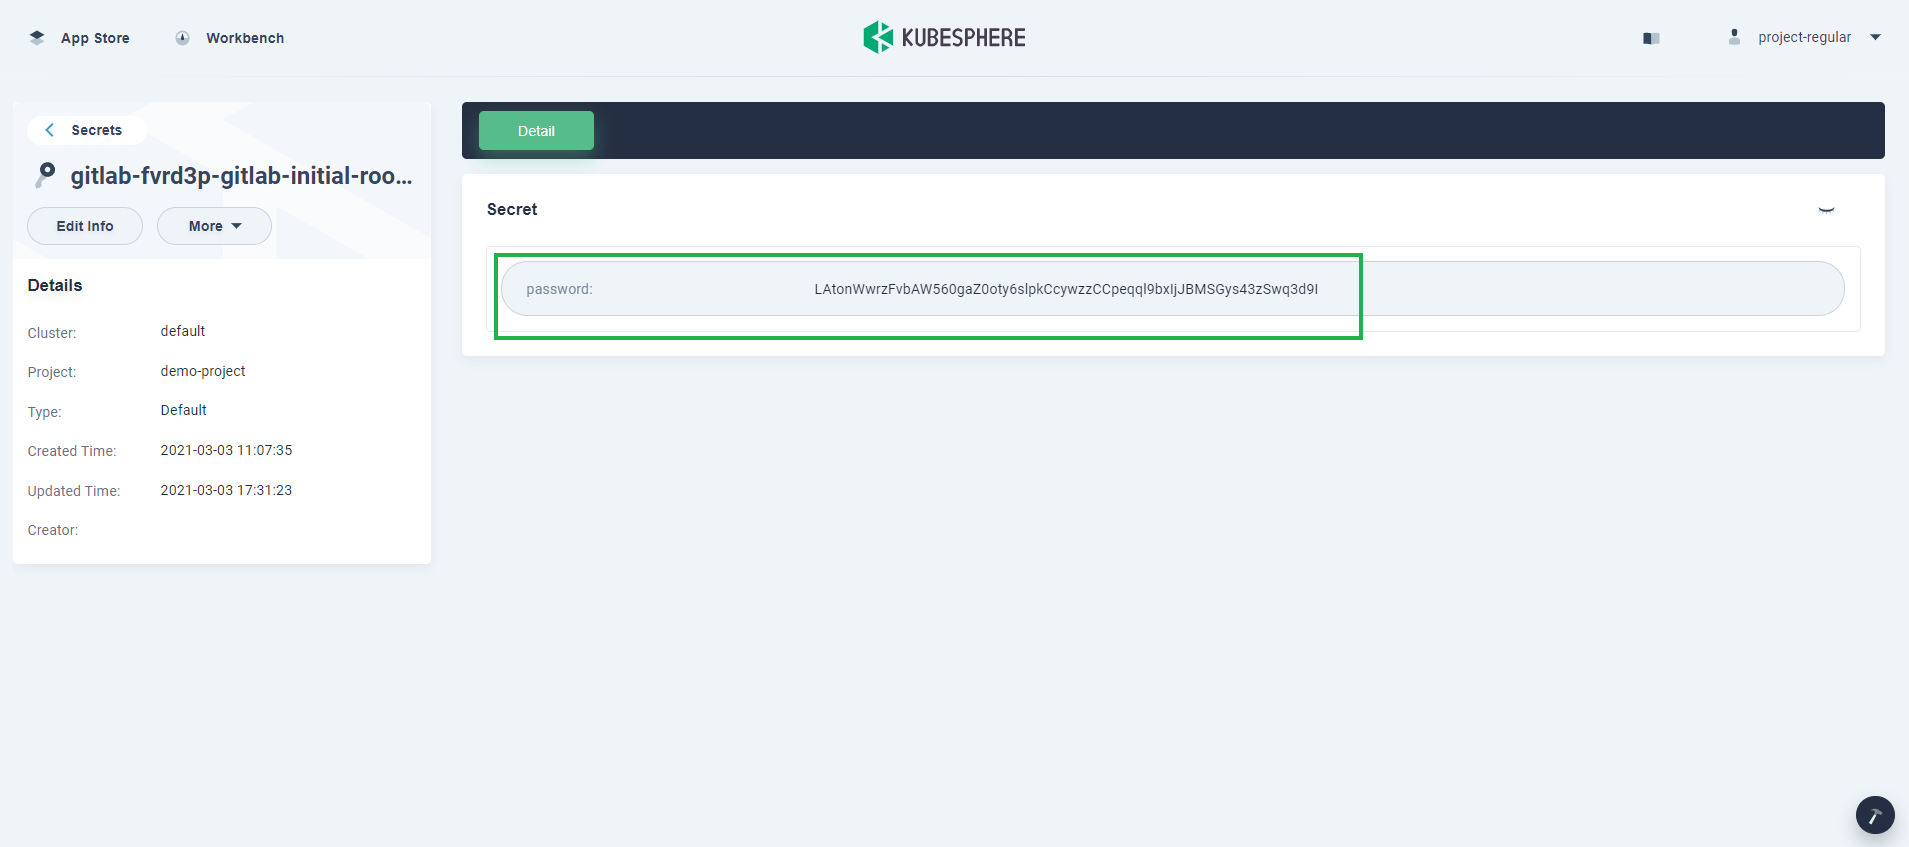 App Store
Workbench
KUBESPHERE
project-regular
Secrets
gitlab-fvrd3p-gitlab-initial-roo...
Edit Info
More
Details
Cluster: default
Project: demo-project
Type: Default
Created Time: 2021-03-03 11:07:35
Updated Time: 2021-03-03 17:31:23
Creator:
Detail
Secret
password: LAtonWwrzFvbAW560gaZ0oty6slpkCcywzzCCpeqql9bxIjJBMSGys43zSwq3d9I